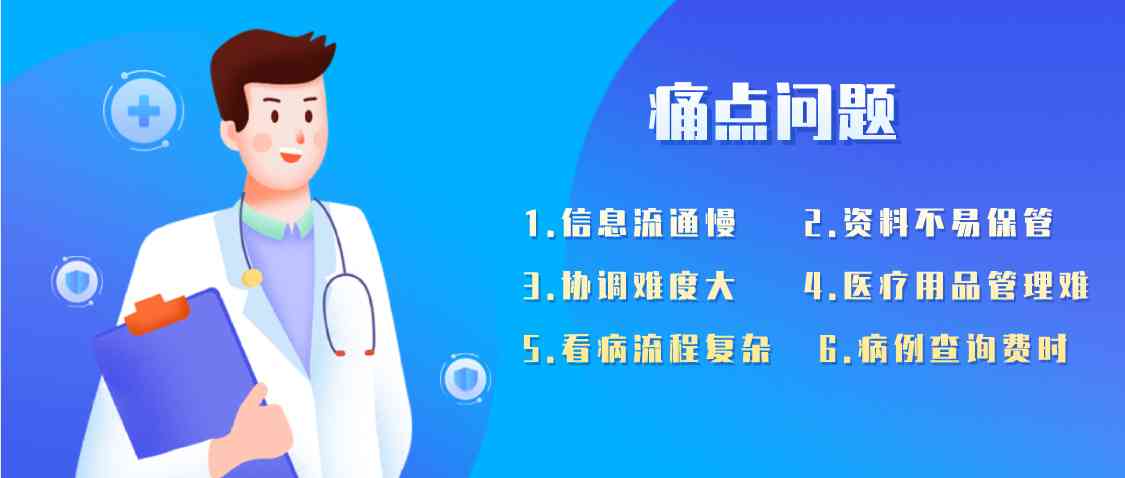 痛点问题
1.信息流通慢 2.资料不易保管
3.协调难度大 4.医疗用品管理难
5.看病流程复杂 6.病例查询费时